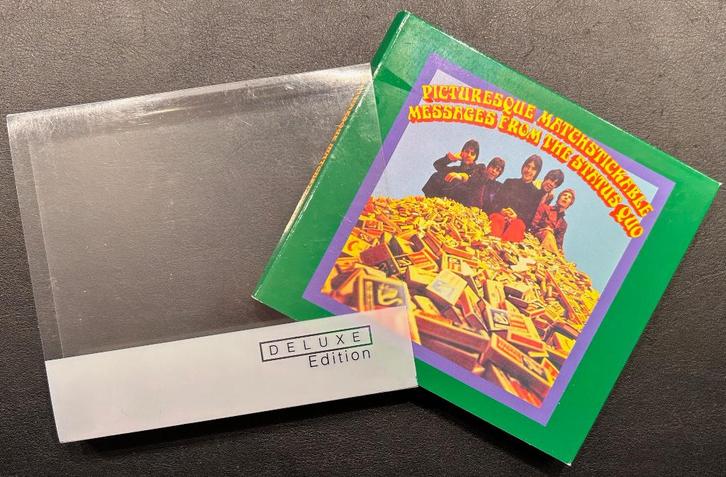 DELUXE
Edition
PICTURESQUE MATCHSTICKABLE
MESSAGES FROM THE STATUS QUO